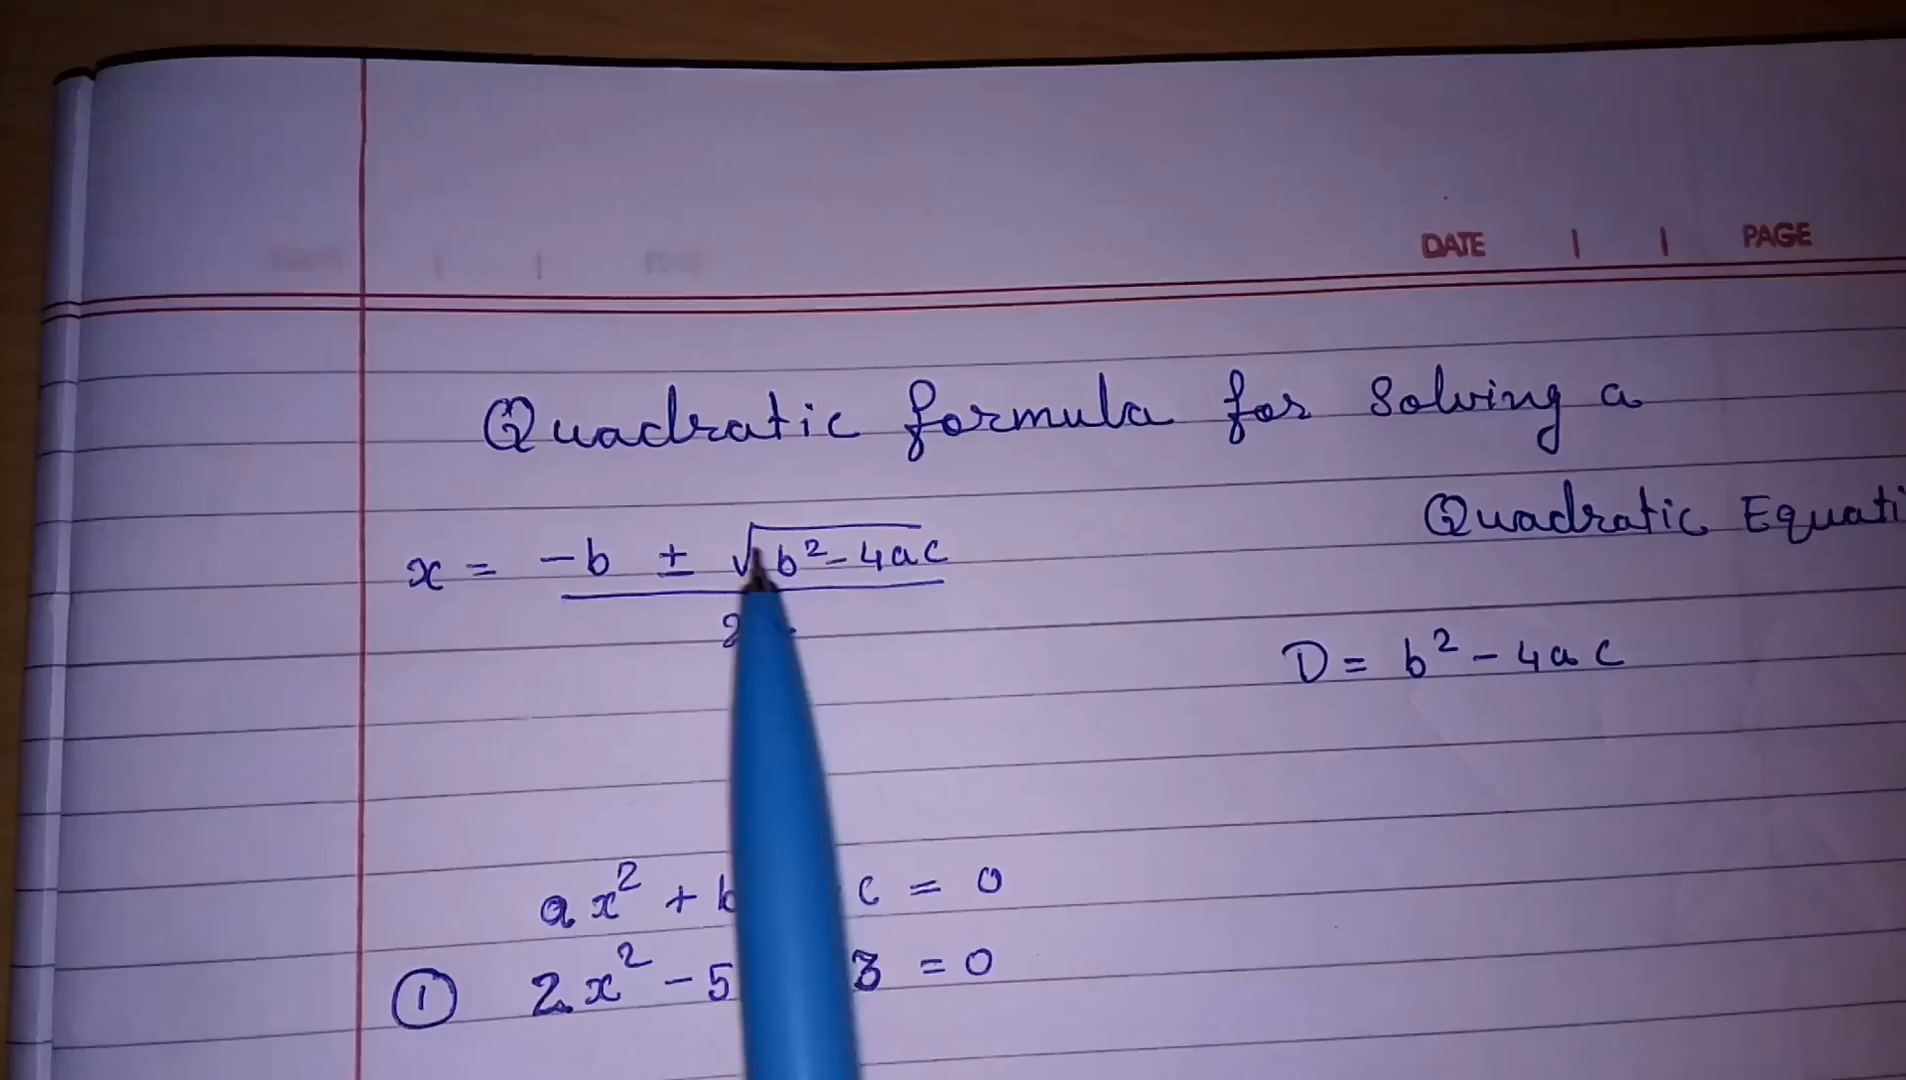 DATE | | PAGE
Quadratic formula for solving a
Quadratic Equati
x = -b ± √b²-4ac
2
D = b² - 4ac
ax² + b c = 0
① 2x² - 5 3 = 0